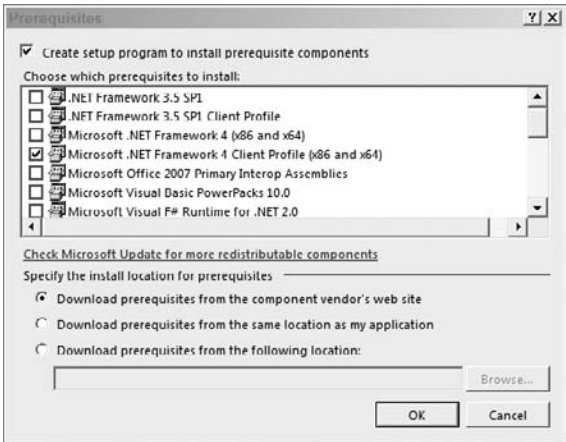 Prerequisites
Create setup program to install prerequisite components
Choose which prerequisites to install:
.NET Framework 3.5 SP1
.NET Framework 3.5 SP1 Client Profile
Microsoft .NET Framework 4 (x86 and x64)
Microsoft .NET Framework 4 Client Profile (x86 and x64)
Microsoft Office 2007 Primary Interop Assemblies
Microsoft Visual Basic PowerPacks 10.0
Microsoft Visual F# Runtime for .NET 2.0
Check Microsoft Update for more redistributable components
Specify the install location for prerequisites
Download prerequisites from the component vendor's web site
Download prerequisites from the same location as my application
Download prerequisites from the following location:
Browse...
OK Cancel